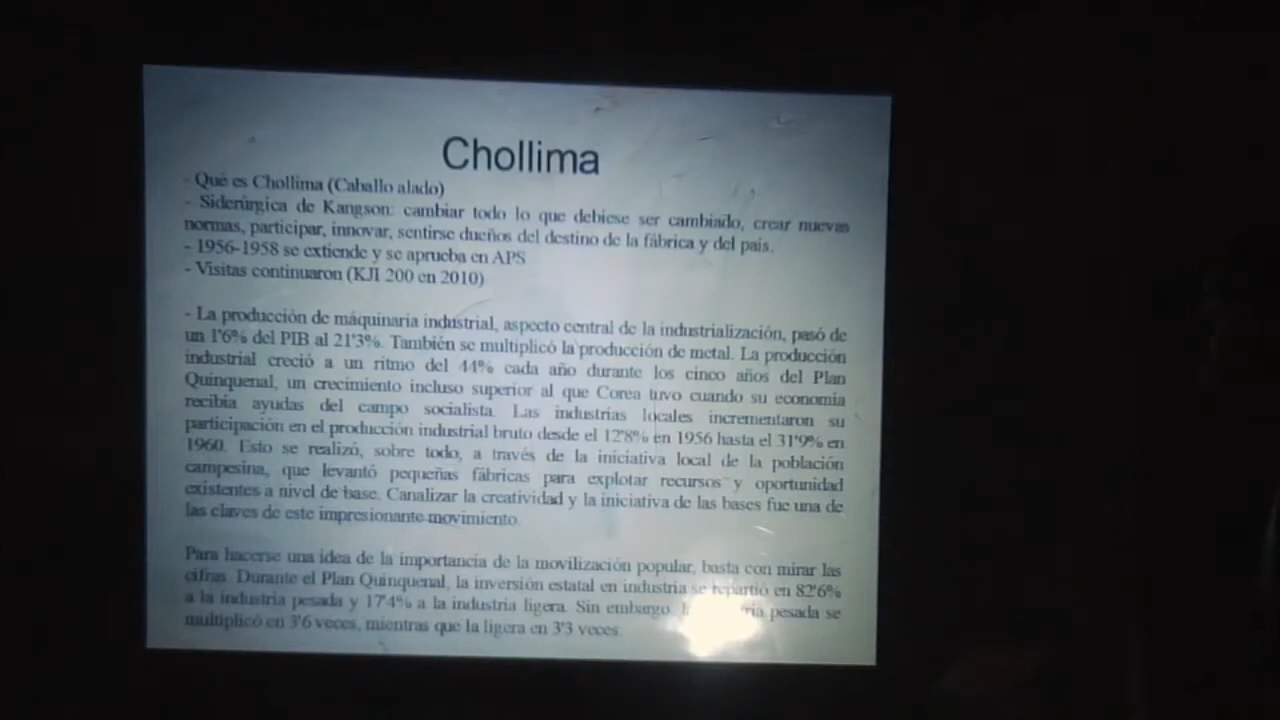 Chollima
- Qué es Chollima (Caballo alado)
- Siderúrgica de Kangson: cambiar todo lo que debiese ser cambiado, crear nuevas
normas, participar, innovar, sentirse dueños del destino de la fábrica y del país.
- 1956-1958 se extiende y se aprueba en APS
- Visitas continuaron (KJI 200 en 2010)
- La producción de máquinaria industrial, aspecto central de la industrialización, pasó de
un 1'6% del PIB al 21'3%. También se multiplicó la producción de metal. La producción
industrial creció a un ritmo del 44% cada año durante los cinco años del Plan
Quinquenal, un crecimiento incluso superior al que Corea tuvo cuando su economía
recibía ayudas del campo socialista. Las industrias locales incrementaron su
participación en el producción industrial bruto desde el 12'8% en 1956 hasta el 31'9% en
1960. Esto se realizó, sobre todo, a través de la iniciativa local de la población
campesina, que levantó pequeñas fábricas para explotar recursos y oportunidad
existentes a nivel de base. Canalizar la creatividad y la iniciativa de las bases fue una de
las claves de este impresionante movimiento.
Para hacerse una idea de la importancia de la movilización popular, basta con mirar las
cifras. Durante el Plan Quinquenal, la inversión estatal en industria se repartió en 82'6%
a la industria pesada y 17'4% a la industria ligera. Sin embargo, pesada se
multiplicó en 3'6 veces, mientras que la ligera en 3'3 veces.